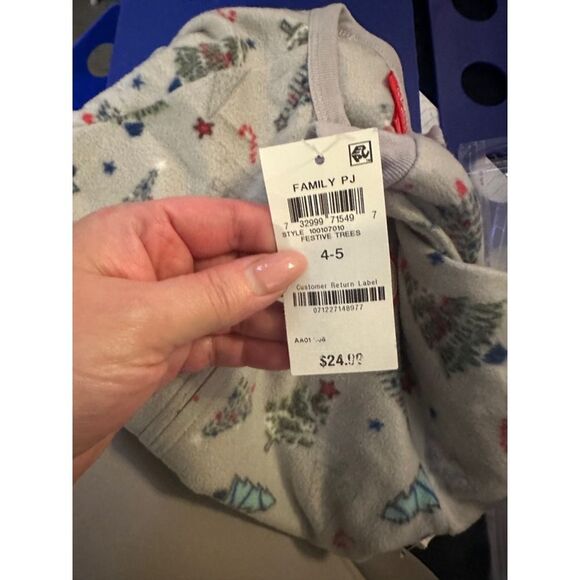 FAMILY PJ
7 32999 71549 7
STYLE 100107010
FESTIVE TREES
4-5
Customer Return Label
071227148977
$24.99